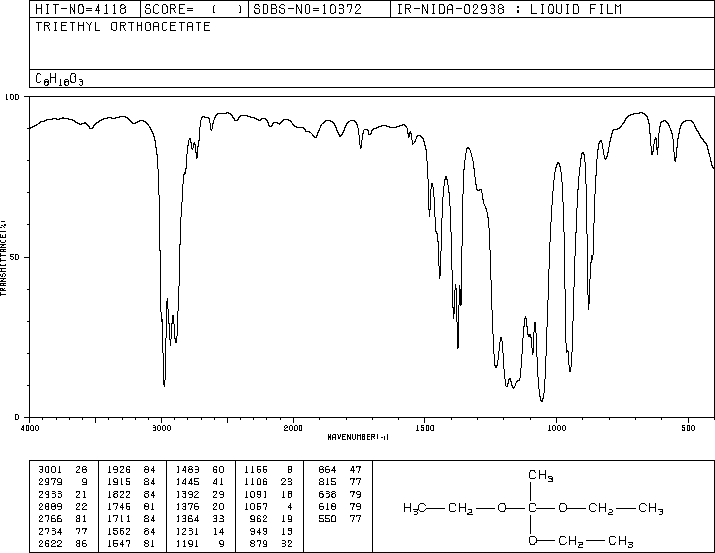 HIT-NO=4118 SCORE= ( ) SDBS-NO=10372 IR-NIDA-02938 : LIQUID FILM
TRIETHYL ORTHOACETATE
C8H18O3
100
50
0
TRANSMITTANCE(%)
4000 3000 2000 1500 1000 500
WAVENUMBER(-1)
3001 26 1926 84 1483 60 1155 8 864 47
2979 9 1915 84 1445 41 1106 23 815 77
2933 21 1822 84 1392 29 1091 18 638 79
2889 22 1746 81 1376 20 1057 4 618 79
2766 81 1711 84 1364 33 962 19 550 77
2734 77 1562 84 1231 14 949 13
2622 86 1547 81 1191 9 879 32
CH3
H3C CH2 O C O CH2 CH3
O CH2 CH3